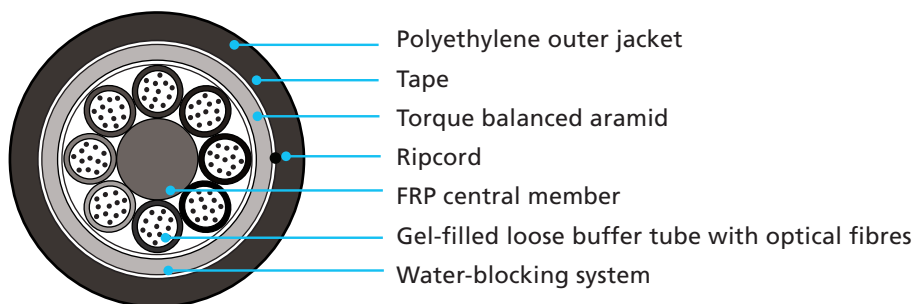 Polyethylene outer jacket
Tape
Torque balanced aramid
Ripcord
FRP central member
Gel-filled loose buffer tube with optical fibres
Water-blocking system